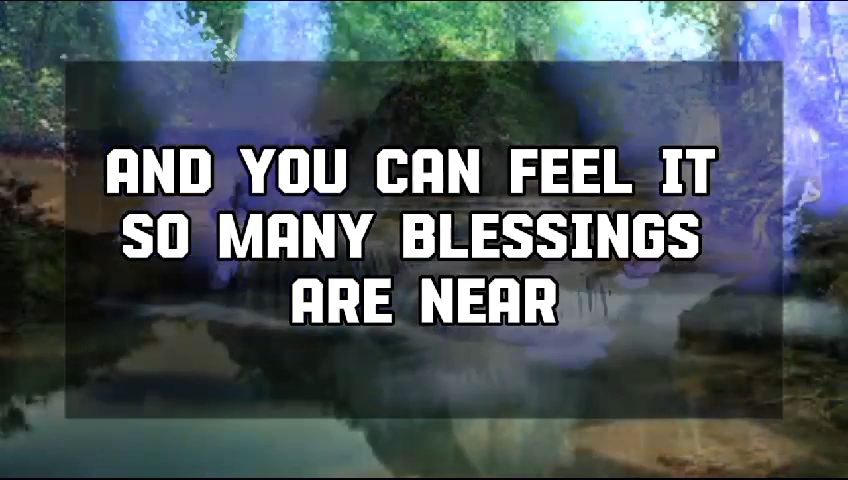 AND YOU CAN FEEL IT
SO MANY BLESSINGS
ARE NEAR